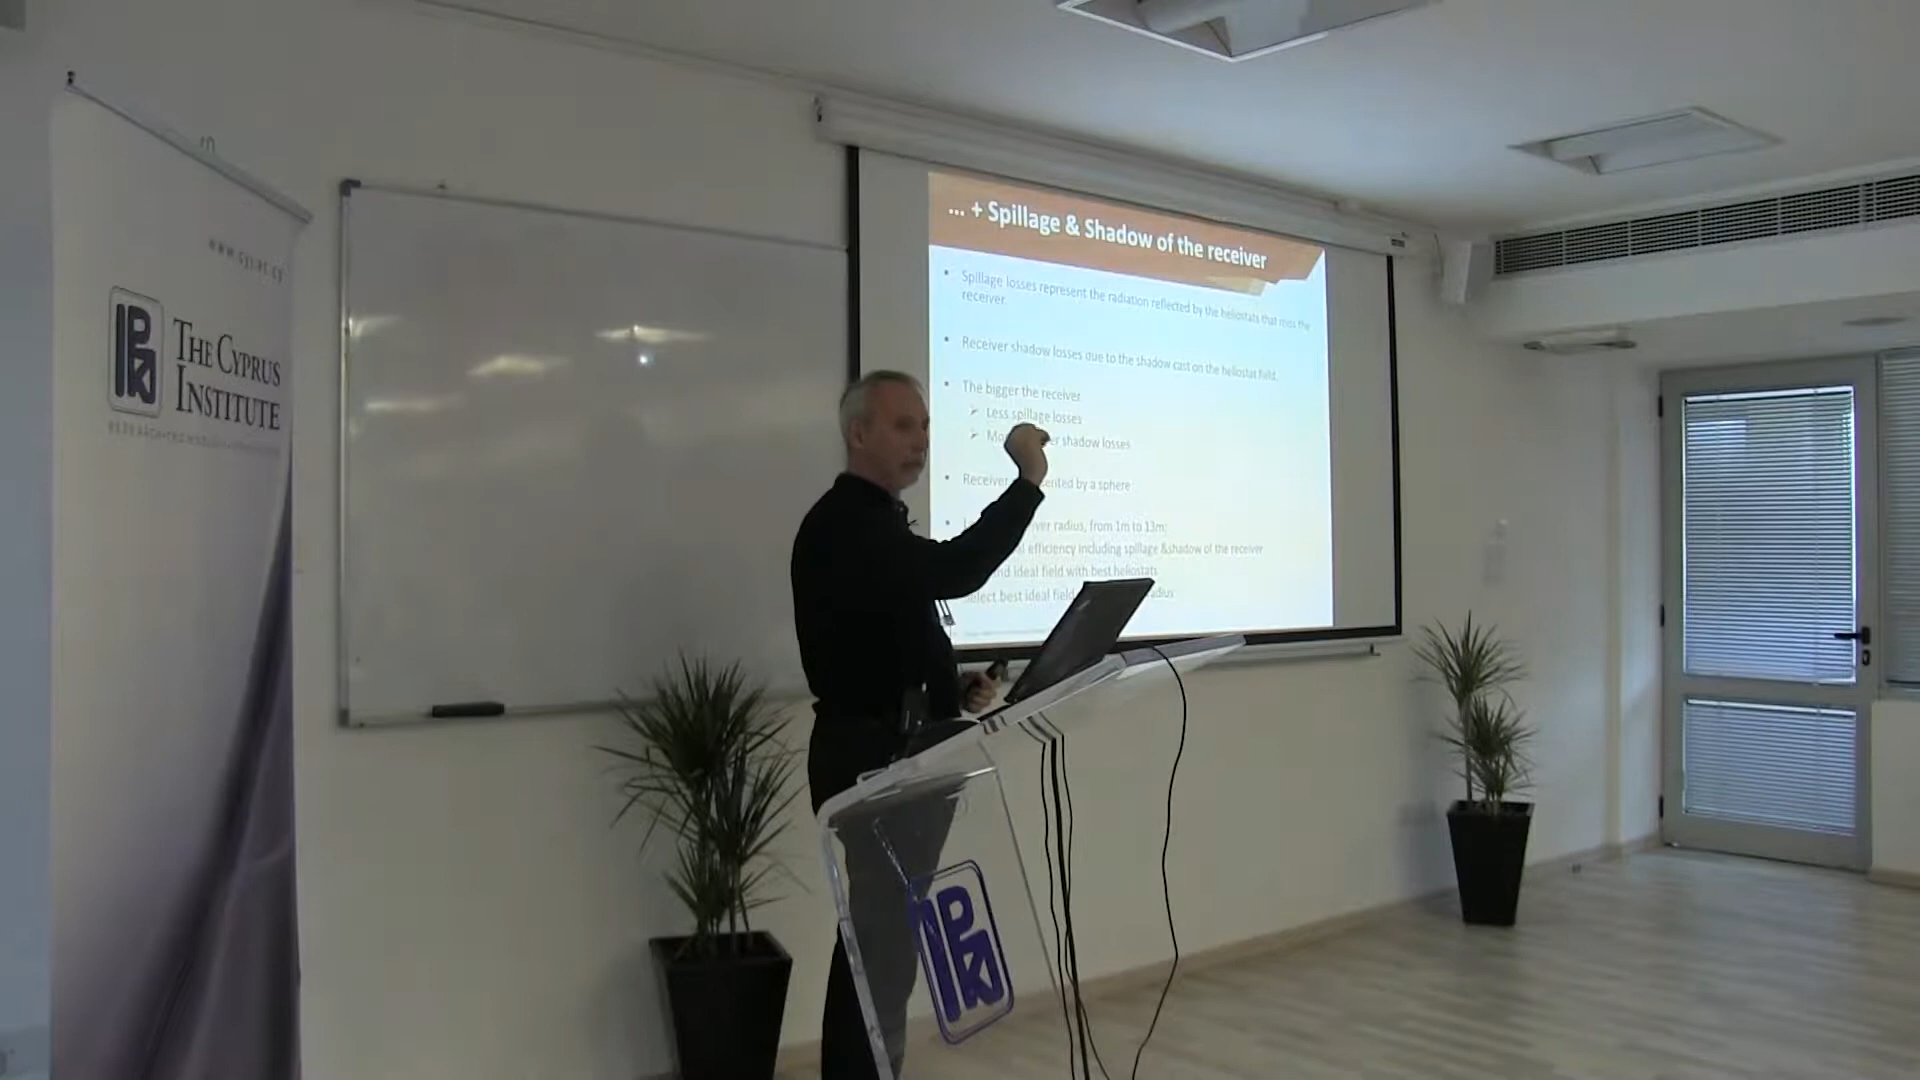 www.cyi.ac.cy
THE CYPRUS
INSTITUTE
... + Spillage & Shadow of the receiver
• Spillage losses represent the radiation reflected by the heliostats that miss the
receiver.
• Receiver shadow losses due to the shadow cast on the heliostat field.
• The bigger the receiver
➢ Less spillage losses
➢ shadow losses
• Receiver by a sphere
• radius, from 1m to 13m:
efficiency including spillage &shadow of the receiver
ideal field with best heliostats
best ideal field